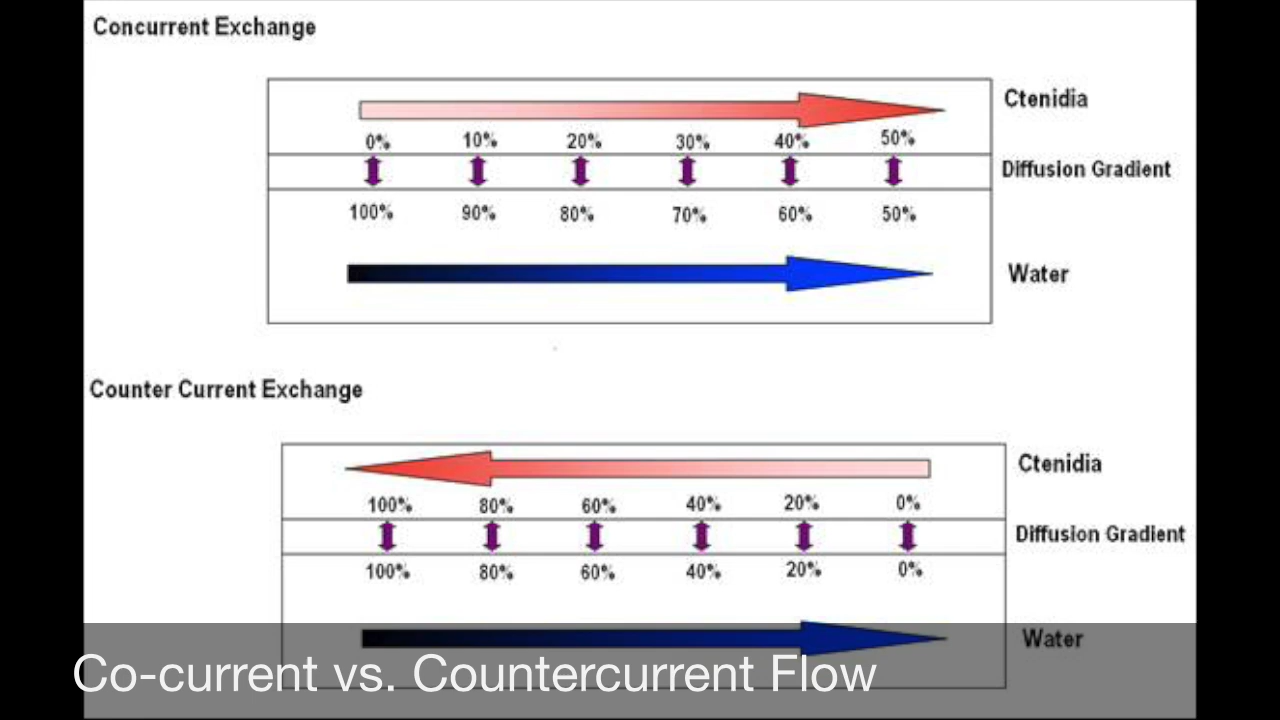 Concurrent Exchange
Ctenidia
0% 10% 20% 30% 40% 50%
Diffusion Gradient
100% 90% 80% 70% 60% 50%
Water
Counter Current Exchange
Ctenidia
100% 80% 60% 40% 20% 0%
Diffusion Gradient
100% 80% 60% 40% 20% 0%
Water
Co-current vs. Countercurrent Flow